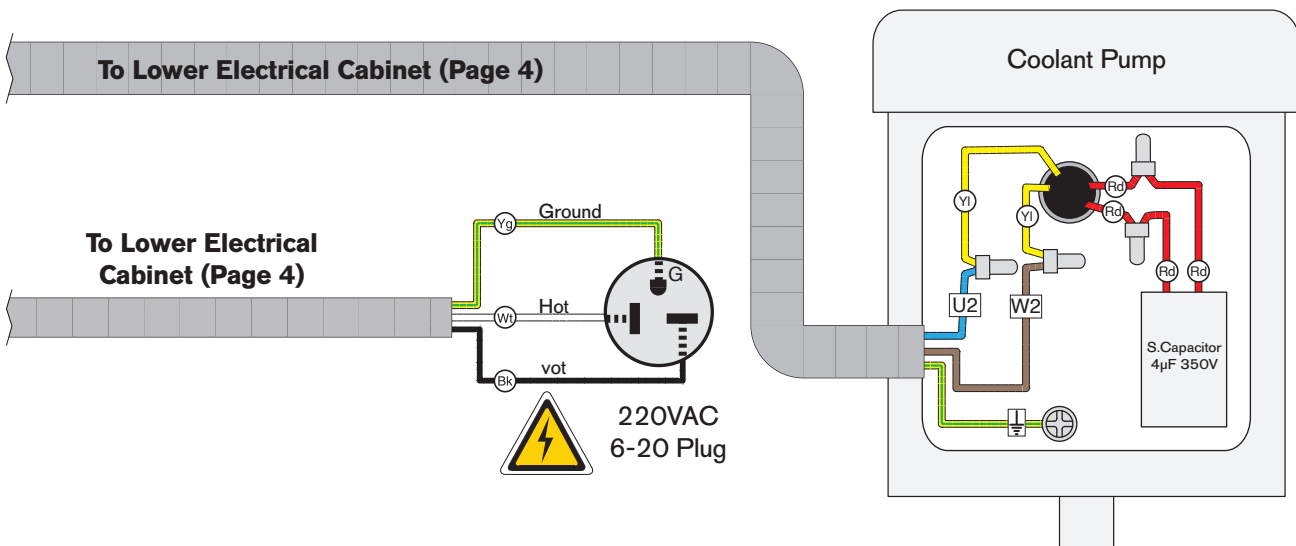 To Lower Electrical Cabinet (Page 4)
Coolant Pump
Rd
Rd
Yl
Yl
Ground
Yg
To Lower Electrical
Cabinet (Page 4)
G
Rd
Rd
Hot
Wt
U2
W2
S.Capacitor
4µF 350V
vot
Bk
220VAC
6-20 Plug